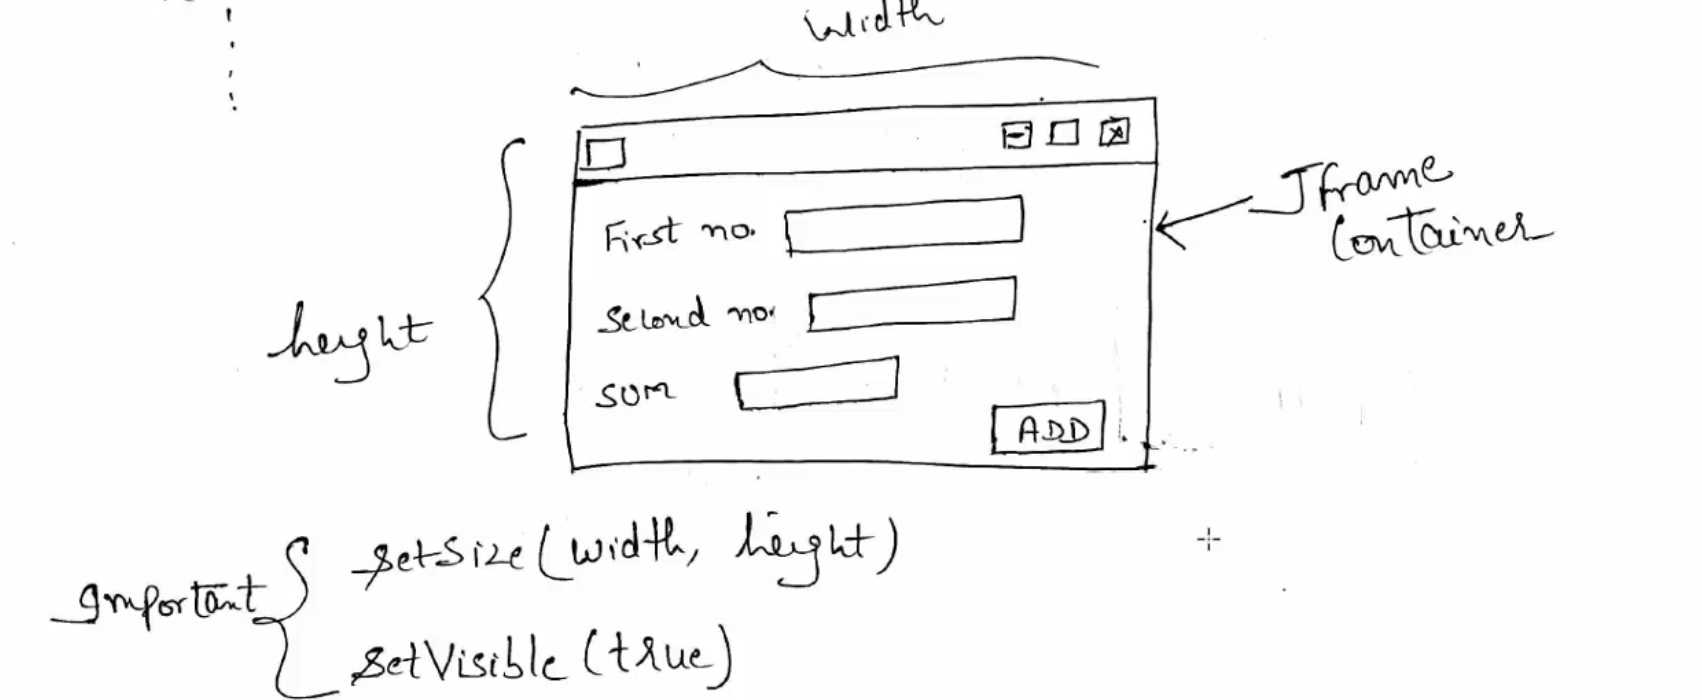 width
JFrame
Container
First no.
Second no.
height
SUM
ADD
setSize(width, height)
Important
setVisible(true)